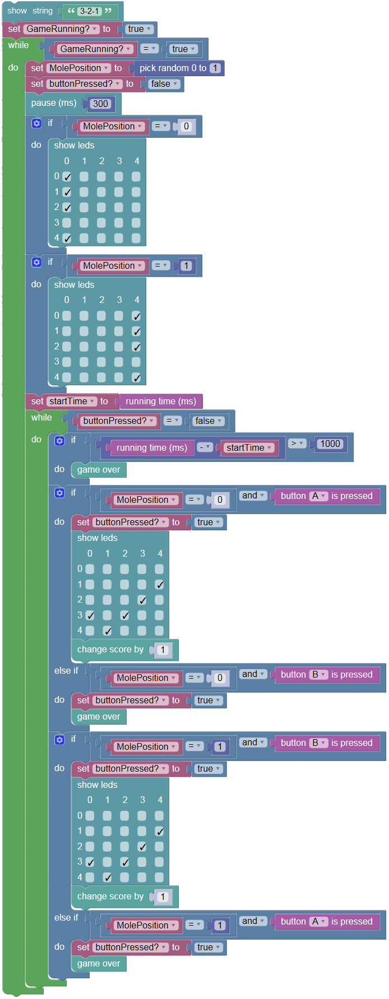 show string “ 3-2-1 ”
set GameRunning? to true
while GameRunning? = true
do set MolePosition to pick random 0 to 1
set buttonPressed? to false
pause (ms) 300
if MolePosition = 0
do show leds
0 1 2 3 4
0
1
2
3
4
if MolePosition = 1
do show leds
0 1 2 3 4
0
1
2
3
4
set startTime to running time (ms)
while buttonPressed? = false
do if running time (ms) - startTime > 1000
do game over
if MolePosition = 0 and button A is pressed
do set buttonPressed? to true
show leds
0 1 2 3 4
0
1
2
3
4
change score by 1
else if MolePosition = 0 and button B is pressed
do set buttonPressed? to true
game over
if MolePosition = 1 and button B is pressed
do set buttonPressed? to true
show leds
0 1 2 3 4
0
1
2
3
4
change score by 1
else if MolePosition = 1 and button A is pressed
do set buttonPressed? to true
game over